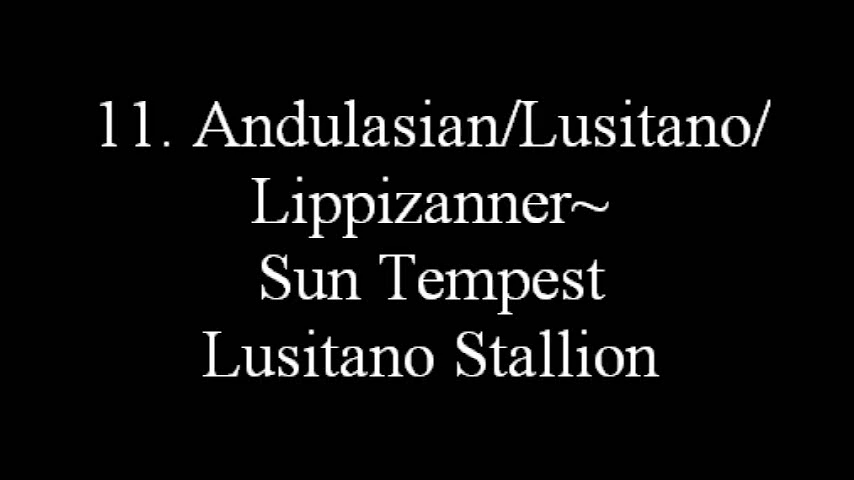 11. Andulasian/Lusitano/
Lippizanner~
Sun Tempest
Lusitano Stallion